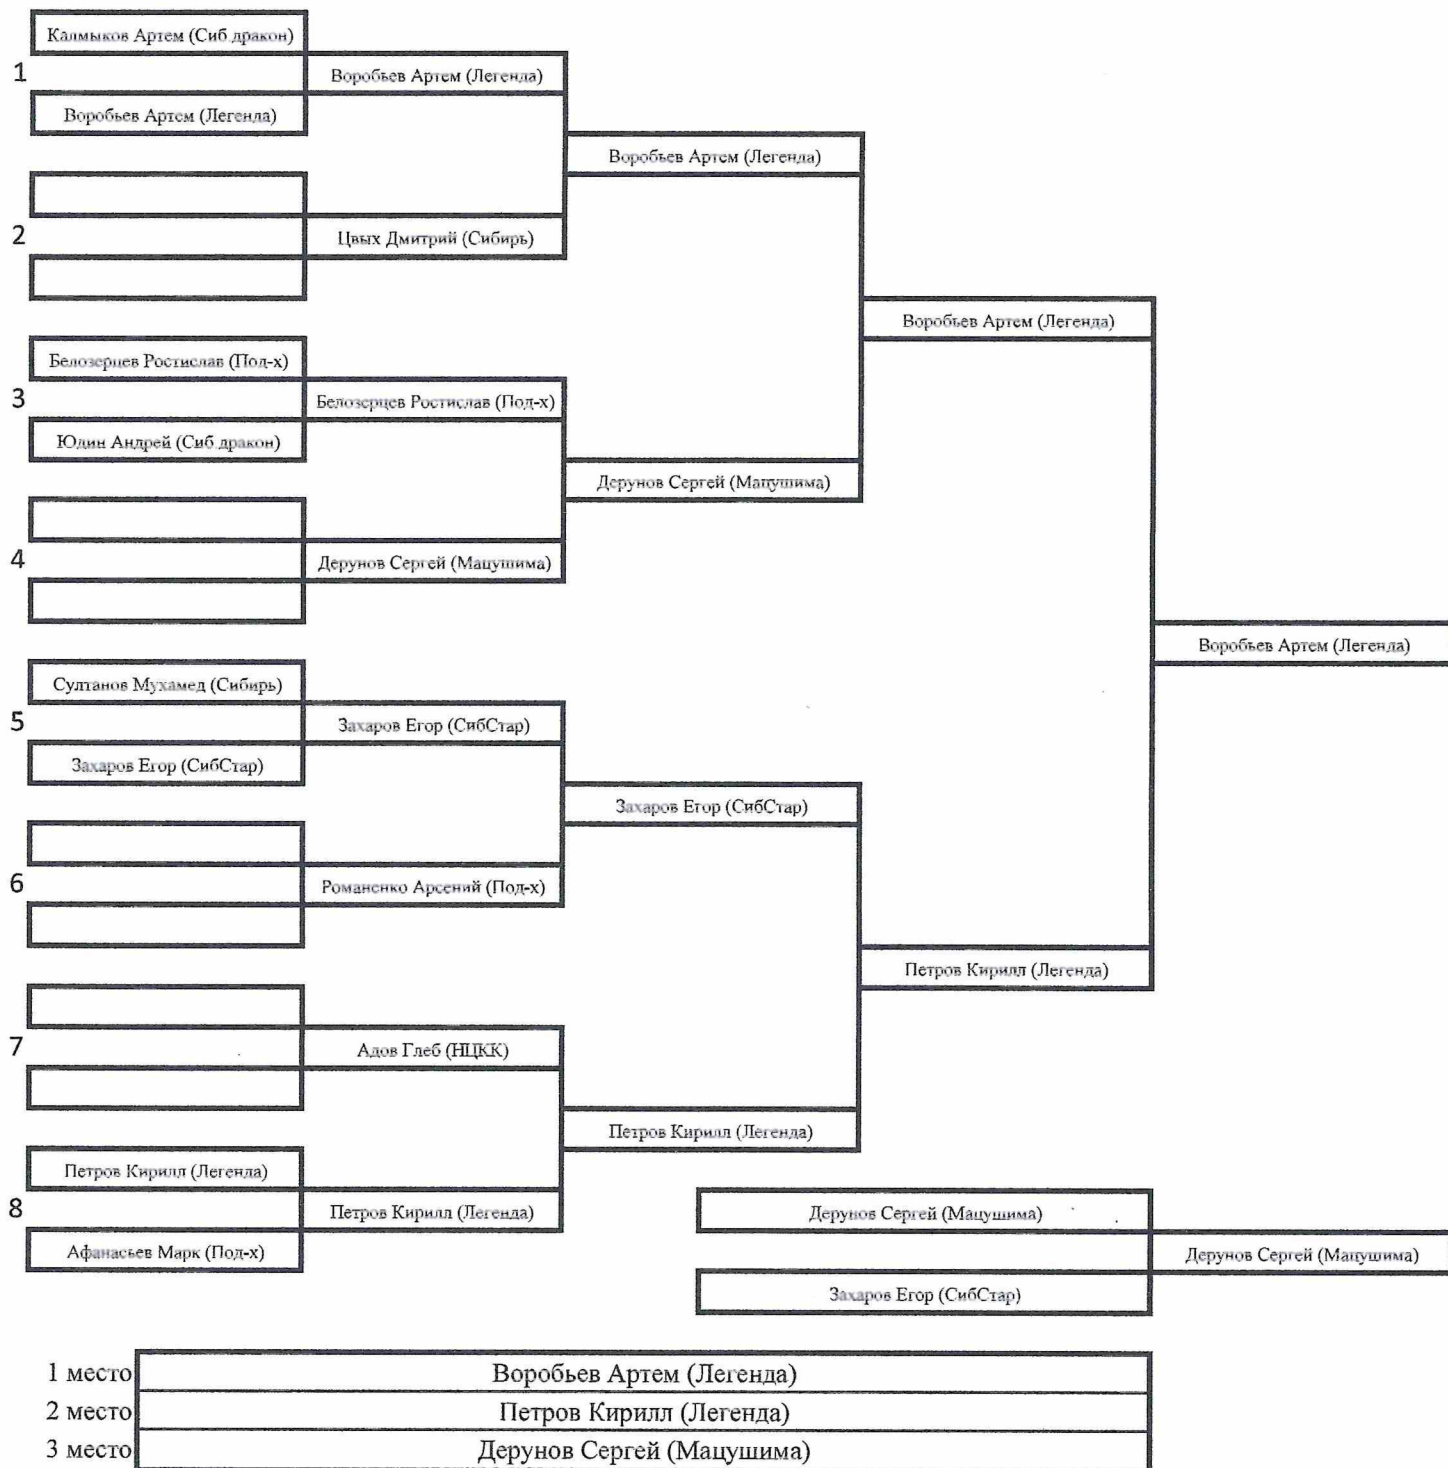 Калмыков Артем (Сиб дракон)
1
Воробьев Артем (Легенда)
Воробьев Артем (Легенда)
Воробьев Артем (Легенда)
2
Цвых Дмитрий (Сибирь)
Воробьев Артем (Легенда)
Белозерцев Ростислав (Под-х)
3
Белозерцев Ростислав (Под-х)
Юдин Андрей (Сиб дракон)
Дерунов Сергей (Мацушима)
4
Дерунов Сергей (Мацушима)
Воробьев Артем (Легенда)
Султанов Мухамед (Сибирь)
5
Захаров Егор (СибСтар)
Захаров Егор (СибСтар)
Захаров Егор (СибСтар)
6
Романенко Арсений (Под-х)
Петров Кирилл (Легенда)
7
Адов Глеб (НЦКК)
Петров Кирилл (Легенда)
Петров Кирилл (Легенда)
8
Петров Кирилл (Легенда)
Афанасьев Марк (Под-х)
Дерунов Сергей (Мацушима)
Дерунов Сергей (Мацушима)
Захаров Егор (СибСтар)
1 место Воробьев Артем (Легенда)
2 место Петров Кирилл (Легенда)
3 место Дерунов Сергей (Мацушима)